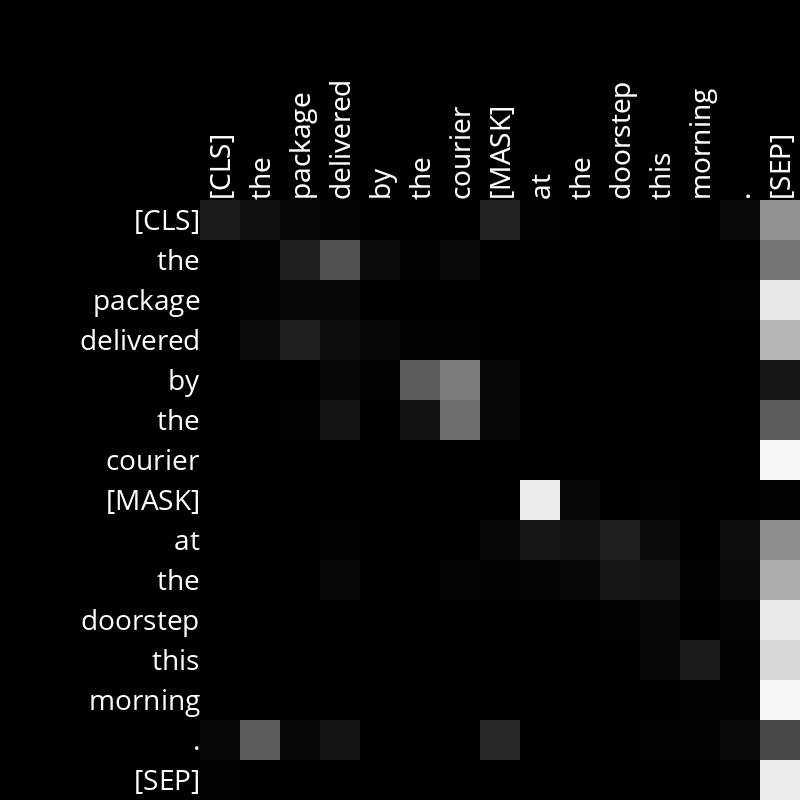 [CLS] the package delivered by the courier [MASK] at the doorstep this morning . [SEP]
[CLS]
the
package
delivered
by
the
courier
[MASK]
at
the
doorstep
this
morning
.
[SEP]